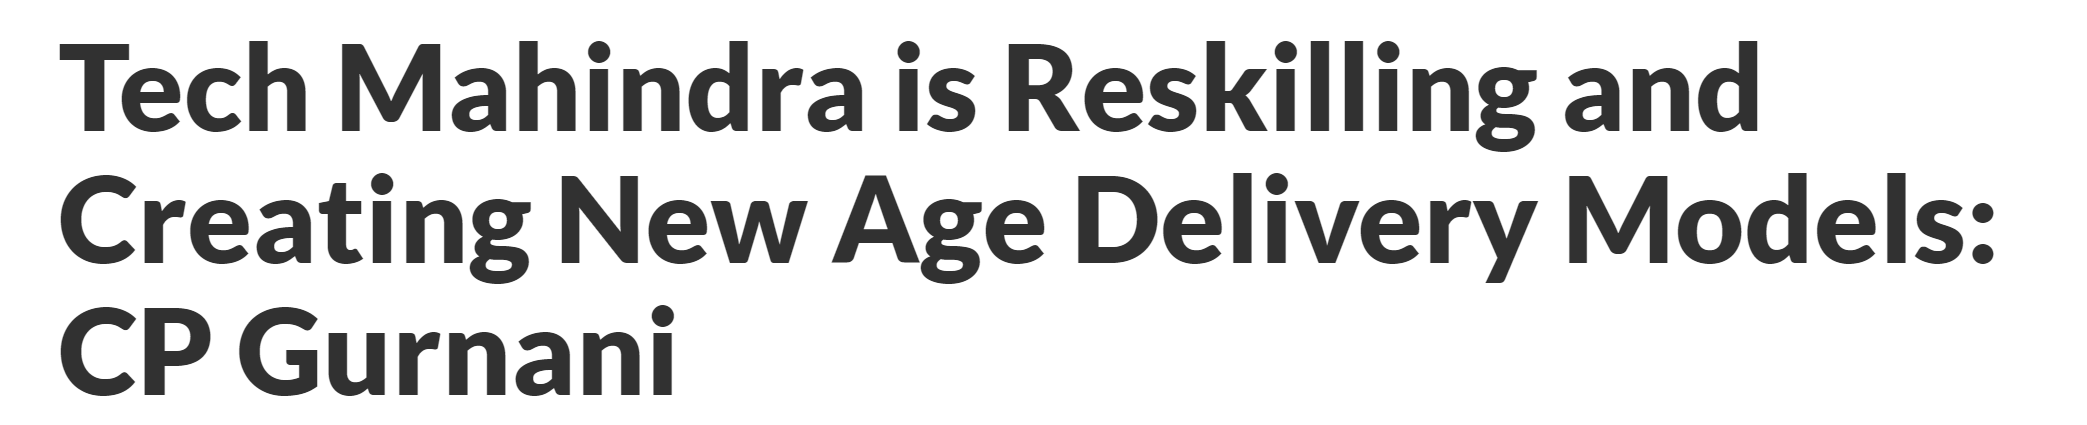 Tech Mahindra is Reskilling and
Creating New Age Delivery Models:
CP Gurnani